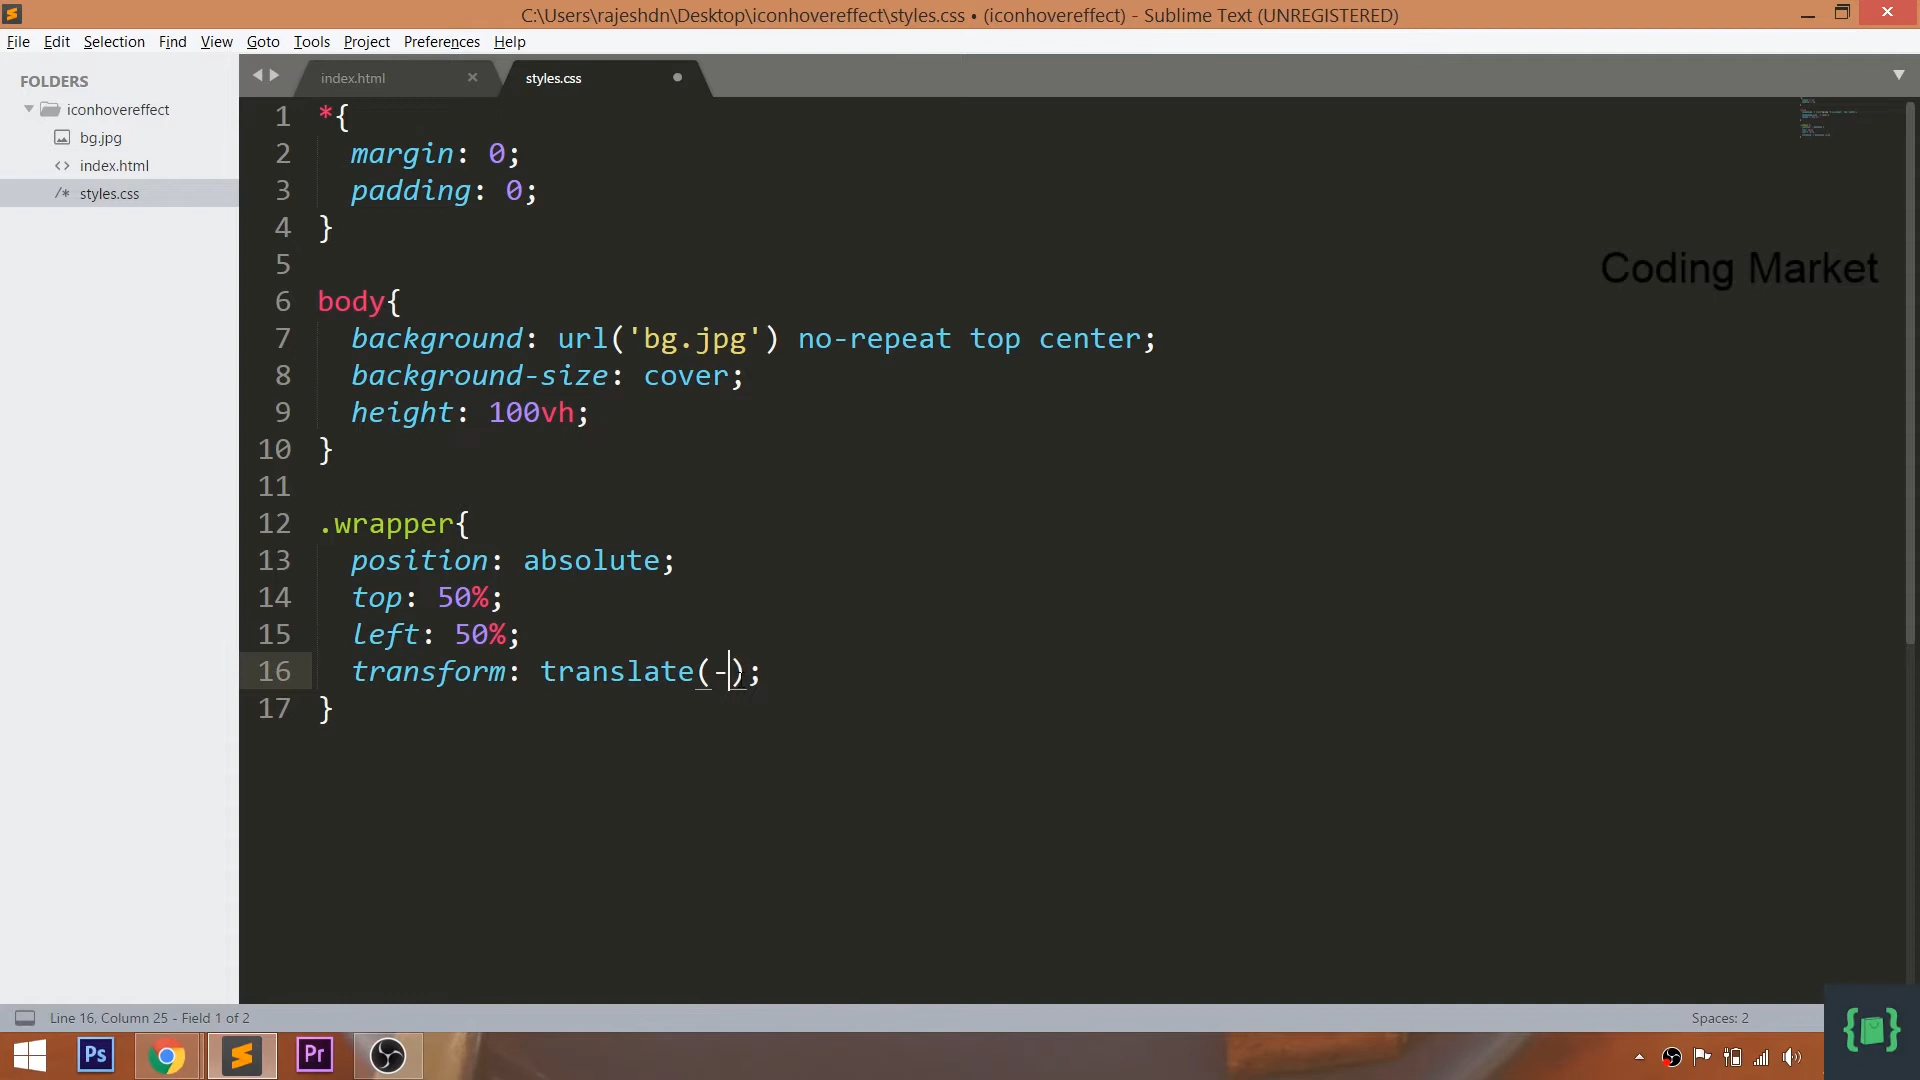 C:\Users\rajeshdn\Desktop\iconhovereffect\styles.css • (iconhovereffect) - Sublime Text (UNREGISTERED)
File Edit Selection Find View Goto Tools Project Preferences Help
FOLDERS
iconhovereffect
bg.jpg
<> index.html
/* styles.css
index.html
styles.css
1 *{
2 margin: 0;
3 padding: 0;
4 }
5
6 body{
7 background: url('bg.jpg') no-repeat top center;
8 background-size: cover;
9 height: 100vh;
10 }
11
12 .wrapper{
13 position: absolute;
14 top: 50%;
15 left: 50%;
16 transform: translate(-);
17 }
Coding Market
Line 16, Column 25 - Field 1 of 2
Spaces: 2
Ps
Pr